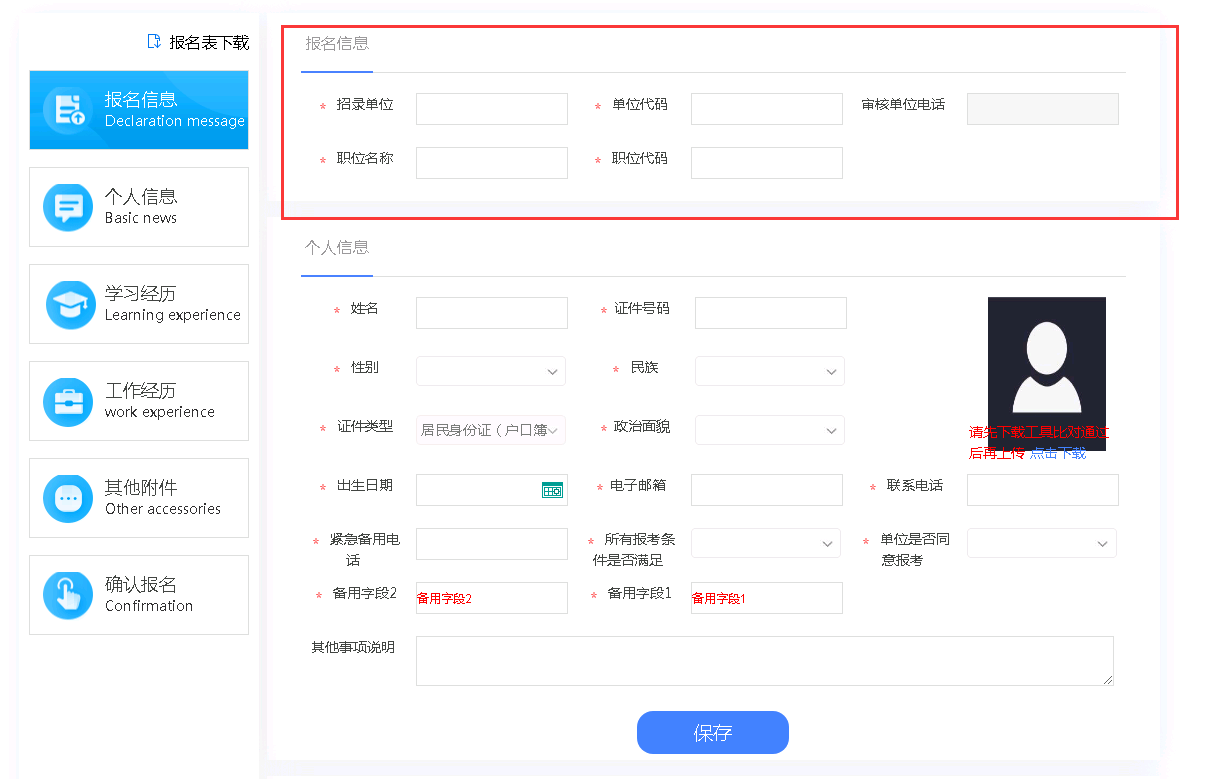 报名表下载
报名信息
Declaration message
个人信息
Basic news
学习经历
Learning experience
工作经历
work experience
其他附件
Other accessories
确认报名
Confirmation
报名信息
* 招录单位 * 单位代码 审核单位电话
* 职位名称 * 职位代码
个人信息
* 姓名 * 证件号码
* 性别 * 民族
* 证件类型 居民身份证（户口簿 * 政治面貌
请先下载工具比对通过
后再上传 点击下载
* 出生日期 * 电子邮箱 * 联系电话
* 紧急备用电
话
* 所有报考条
件是否满足
* 单位是否同
意报考
* 备用字段2 备用字段2 * 备用字段1 备用字段1
其他事项说明
保存